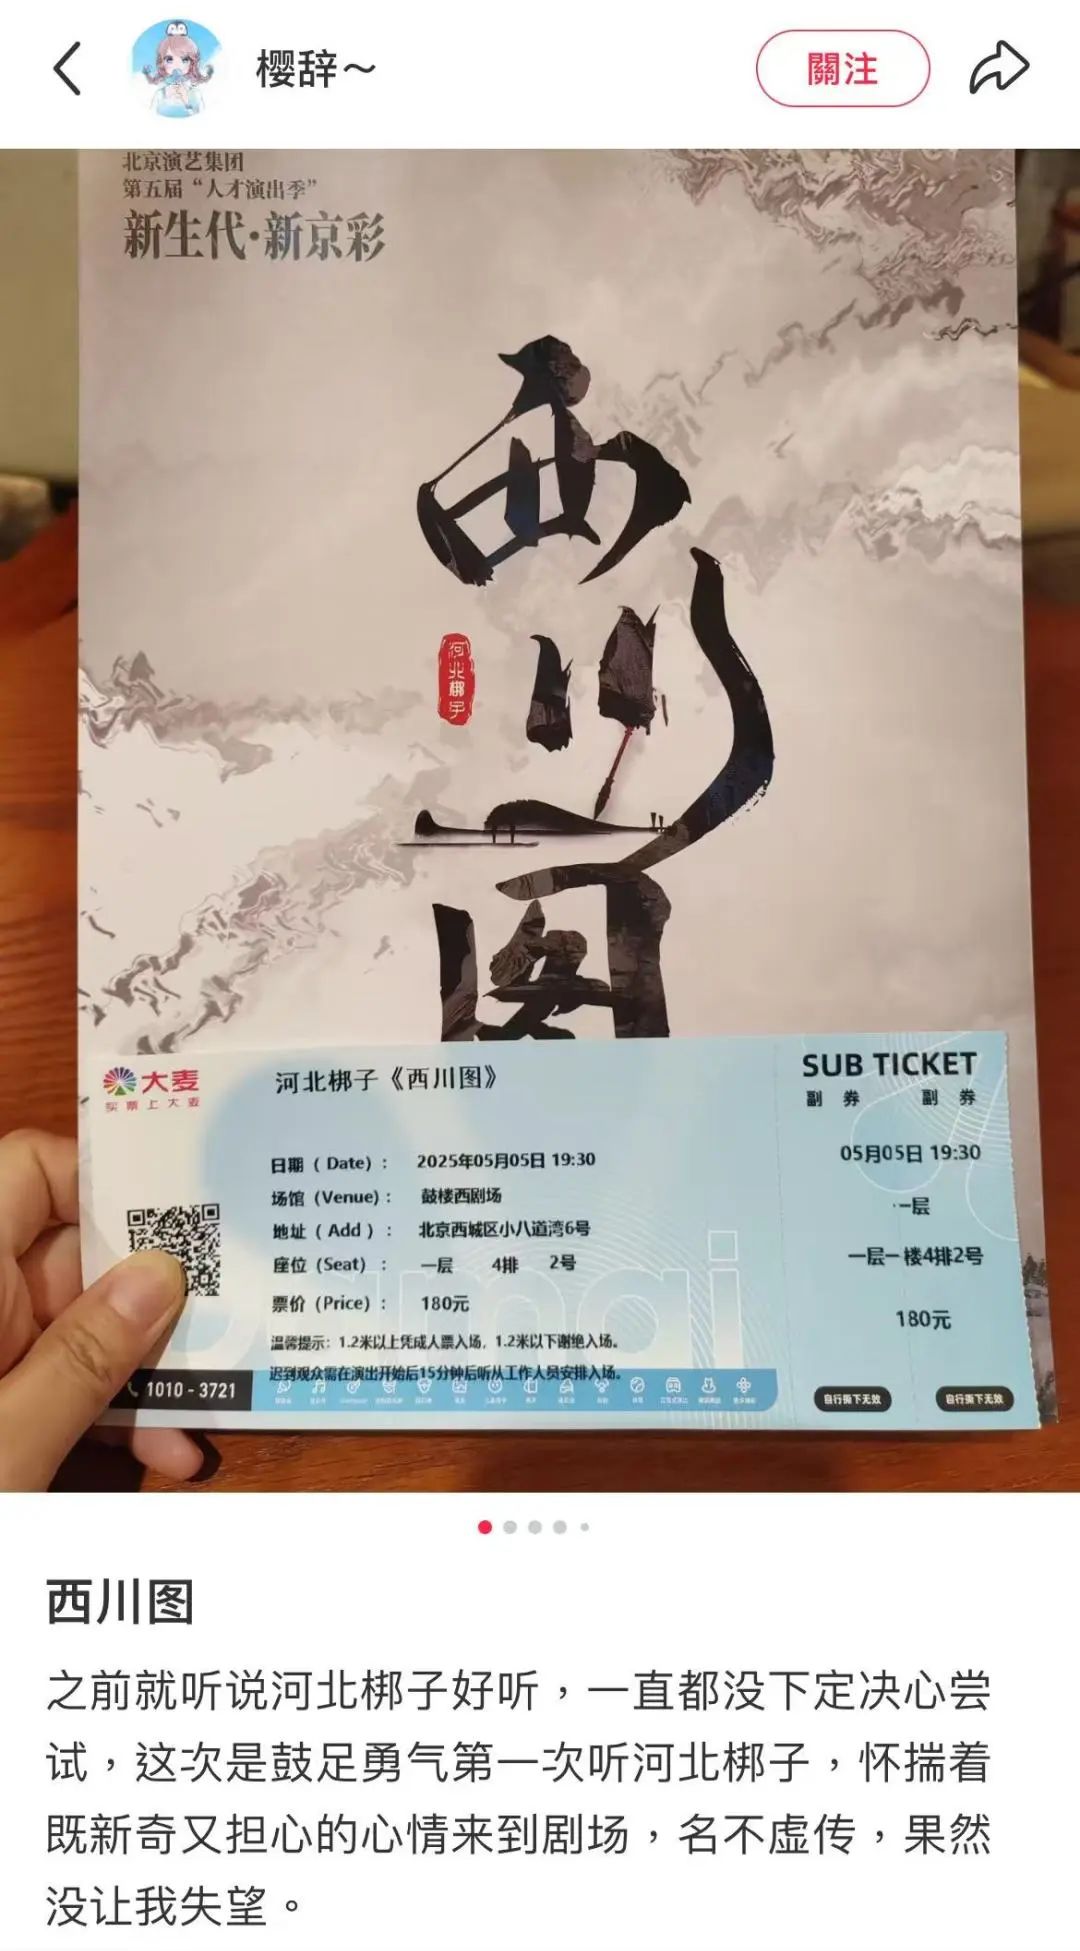 樱辞～
關注
北京演艺集团
第五届“人才演出季”
新生代·新京彩
西川图
河北梆子
大麦
买票上大麦
河北梆子《西川图》
日期（Date）： 2025年05月05日 19:30
场馆（Venue）： 鼓楼西剧场
地址（Add）： 北京西城区小八道湾6号
座位（Seat）： 一层 4排 2号
票价（Price）： 180元
温馨提示：1.2米以上凭成人票入场，1.2米以下谢绝入场。
迟到观众需在演出开始后15分钟后听从工作人员安排入场。
1010 - 3721
SUB TICKET
副 券 副 券
05月05日 19:30
一层
一层一楼4排2号
180元
自行撕下无效 自行撕下无效
西川图
之前就听说河北梆子好听，一直都没下定决心尝
试，这次是鼓足勇气第一次听河北梆子，怀揣着
既新奇又担心的心情来到剧场，名不虚传，果然
没让我失望。